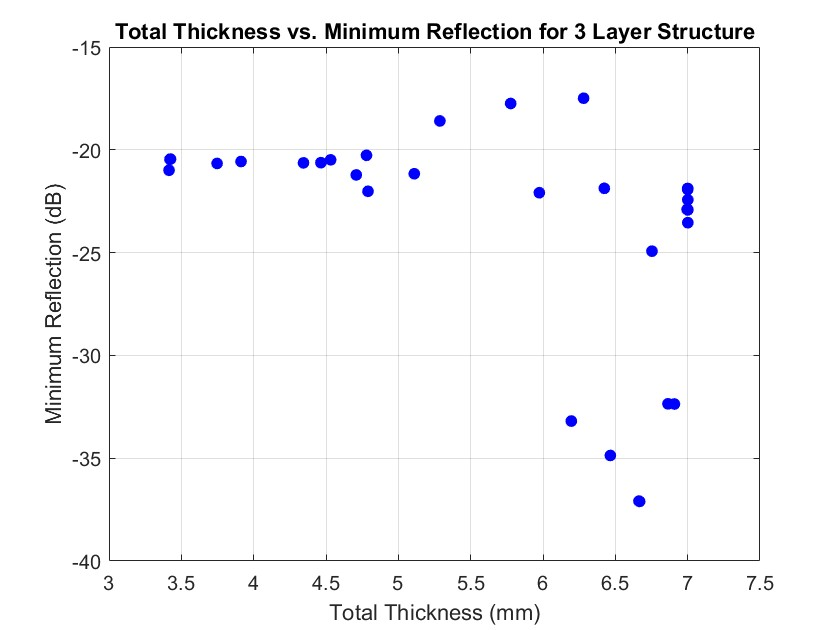 Total Thickness vs. Minimum Reflection for 3 Layer Structure
-15
-20
-25
-30
-35
-40
Minimum Reflection (dB)
3 3.5 4 4.5 5 5.5 6 6.5 7 7.5
Total Thickness (mm)